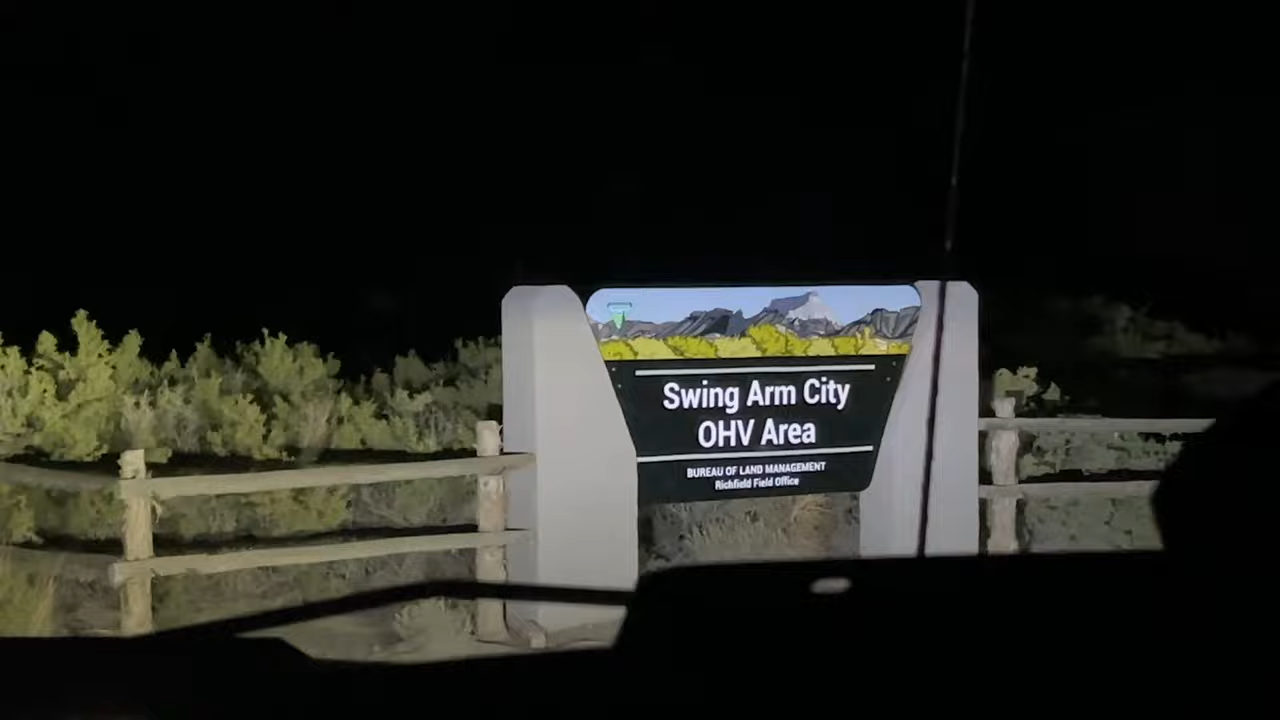 Swing Arm City
OHV Area
BUREAU OF LAND MANAGEMENT
Richfield Field Office